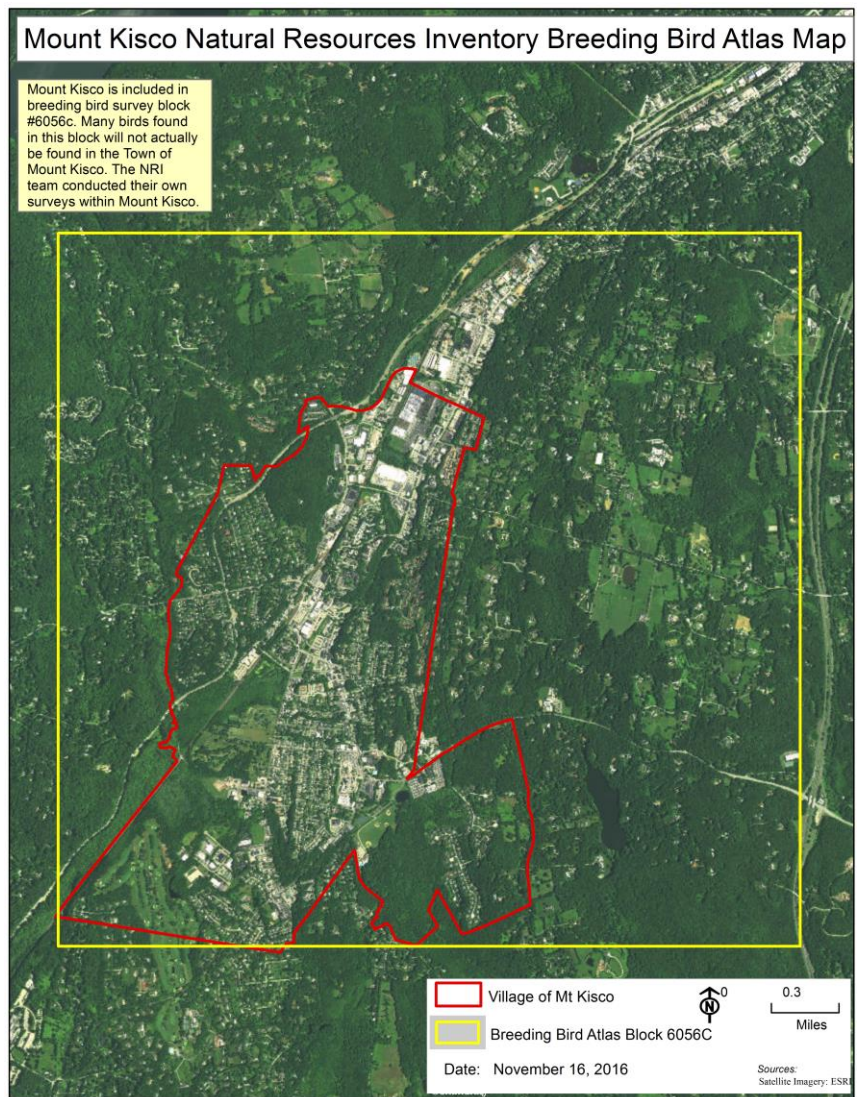 Mount Kisco Natural Resources Inventory Breeding Bird Atlas Map
Mount Kisco is included in
breeding bird survey block
#6056c. Many birds found
in this block will not actually
be found in the Town of
Mount Kisco. The NRI
team conducted their own
surveys within Mount Kisco.
Village of Mt Kisco
N
0 0.3
Miles
Breeding Bird Atlas Block 6056C
Date: November 16, 2016
Sources:
Satellite Imagery: ESRI